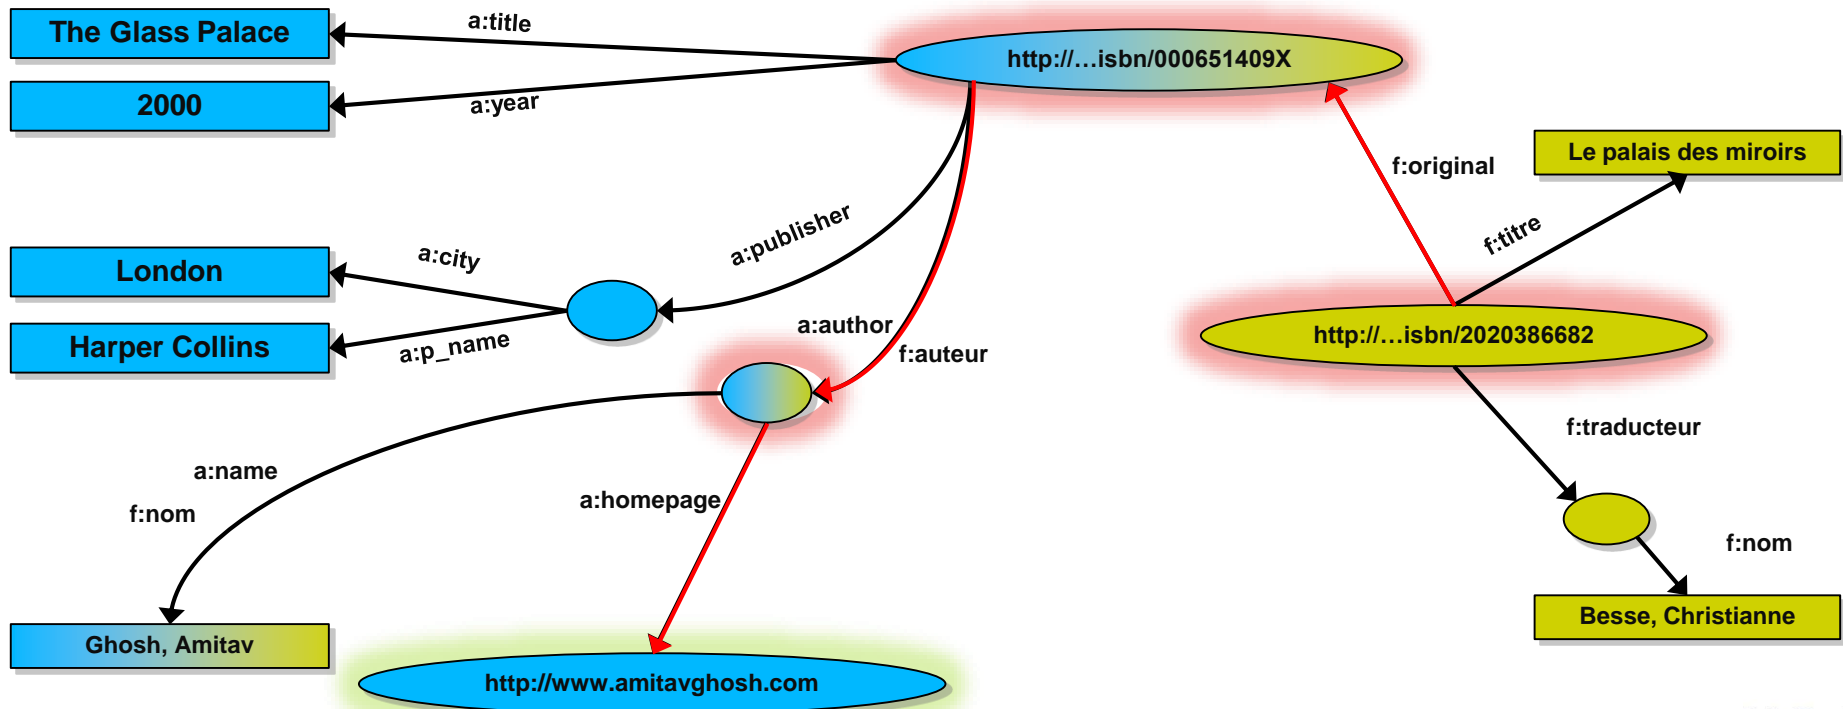 The Glass Palace
a:title
http://…isbn/000651409X
2000
a:year
Le palais des miroirs
f:original
f:titre
a:publisher
London
a:city
Harper Collins
a:p_name
a:author
f:auteur
http://…isbn/2020386682
f:traducteur
a:name
f:nom
a:homepage
f:nom
Ghosh, Amitav
http://www.amitavghosh.com
Besse, Christianne